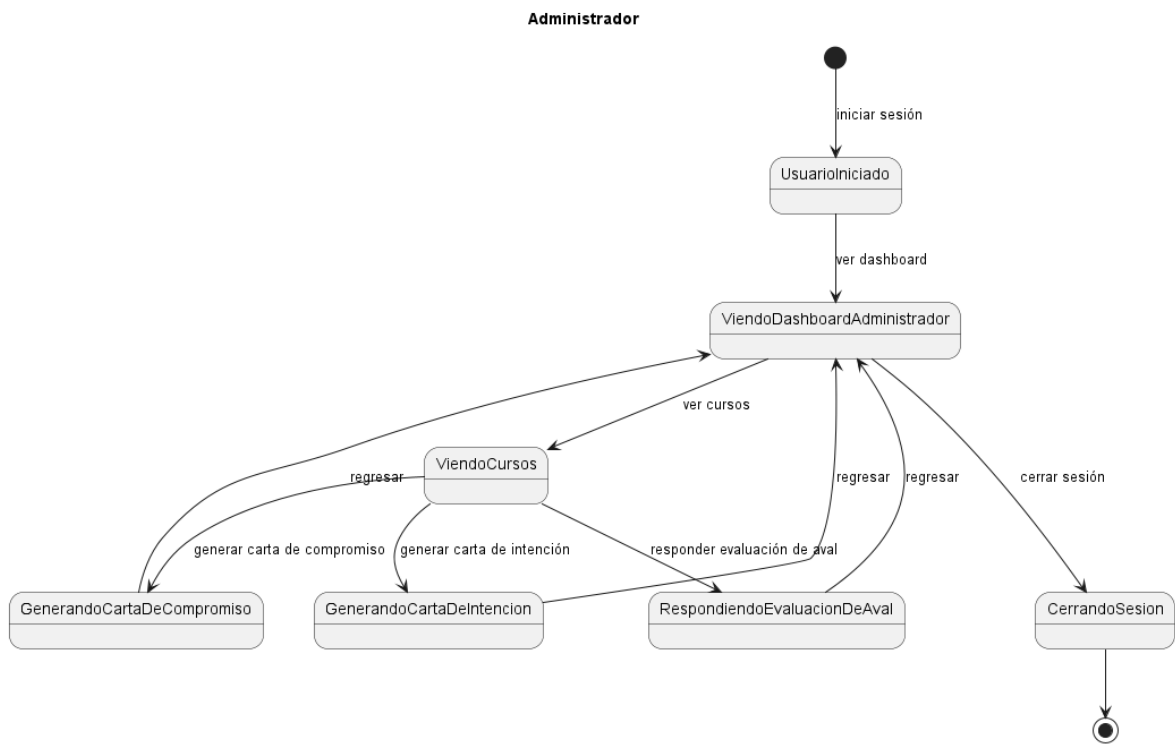 Administrador
iniciar sesión
UsuarioIniciado
ver dashboard
ViendoDashboardAdministrador
ver cursos
ViendoCursos
regresar
regresar
regresar
cerrar sesión
generar carta de compromiso
generar carta de intención
responder evaluación de aval
GenerandoCartaDeCompromiso
GenerandoCartaDeIntencion
RespondiendoEvaluacionDeAval
CerrandoSesion